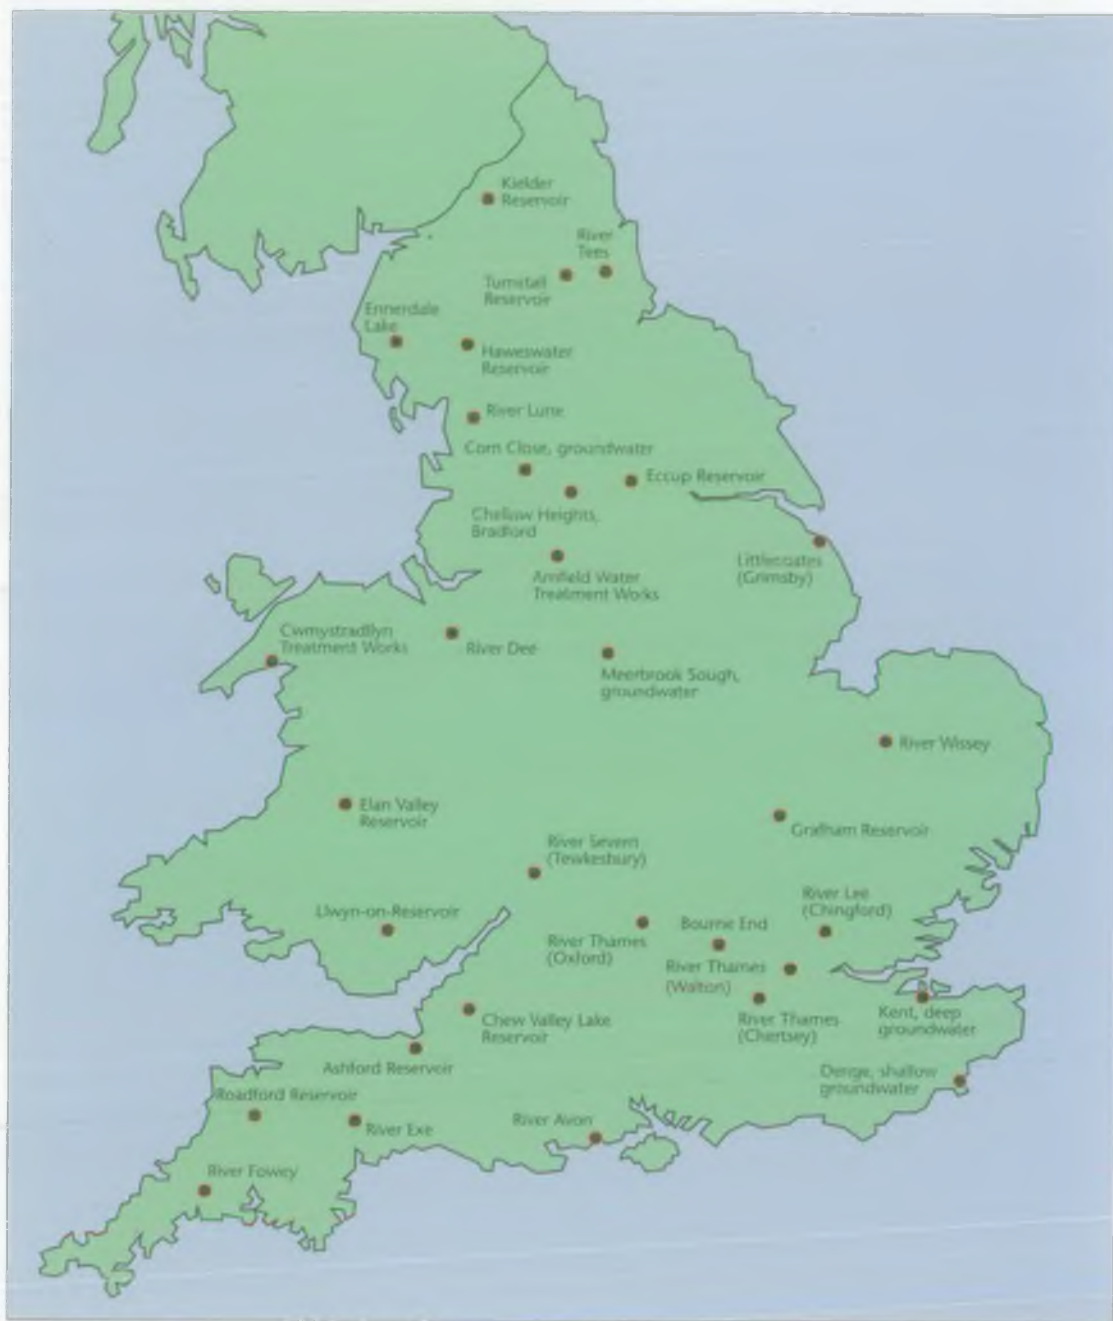 Kielder
Reservoir
River
Tees
Tunstall
Reservoir
Ennerdale
Lake
Haweswater
Reservoir
River Lune
Corn Close, groundwater
Eccup Reservoir
Chellow Heights,
Bradford
Littlecoates
(Grimsby)
Arnfield Water
Treatment Works
Cwmystradllyn
Treatment Works
River Dee
Meerbrook Sough,
groundwater
River Wissey
Elan Valley
Reservoir
Grafham Reservoir
River Severn
(Tewkesbury)
River Lee
(Chingford)
Llwyn-on-Reservoir
Bourne End
River Thames
(Oxford)
River Thames
(Walton)
Kent, deep
groundwater
River Thames
(Chertsey)
Chew Valley Lake
Reservoir
Ashford Reservoir
Denge, shallow
groundwater
Roadford Reservoir
River Exe
River Avon
River Fowey